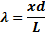 λ = xd/L